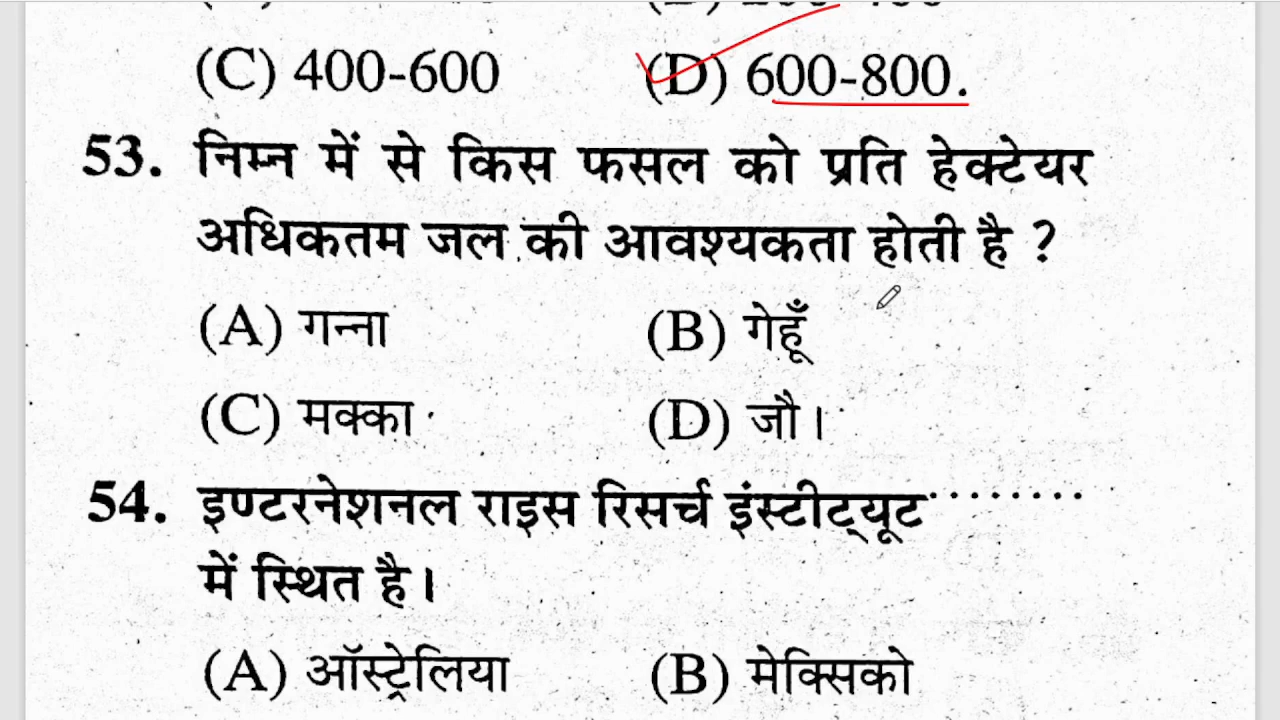 (C) 400-600 (D) 600-800.
53. निम्न में से किस फसल को प्रति हेक्टेयर
अधिकतम जल की आवश्यकता होती है ?
(A) गन्ना (B) गेहूँ
(C) मक्का (D) जौ।
54. इण्टरनेशनल राइस रिसर्च इंस्टीट्यूट ........
में स्थित है।
(A) ऑस्ट्रेलिया (B) मेक्सिको